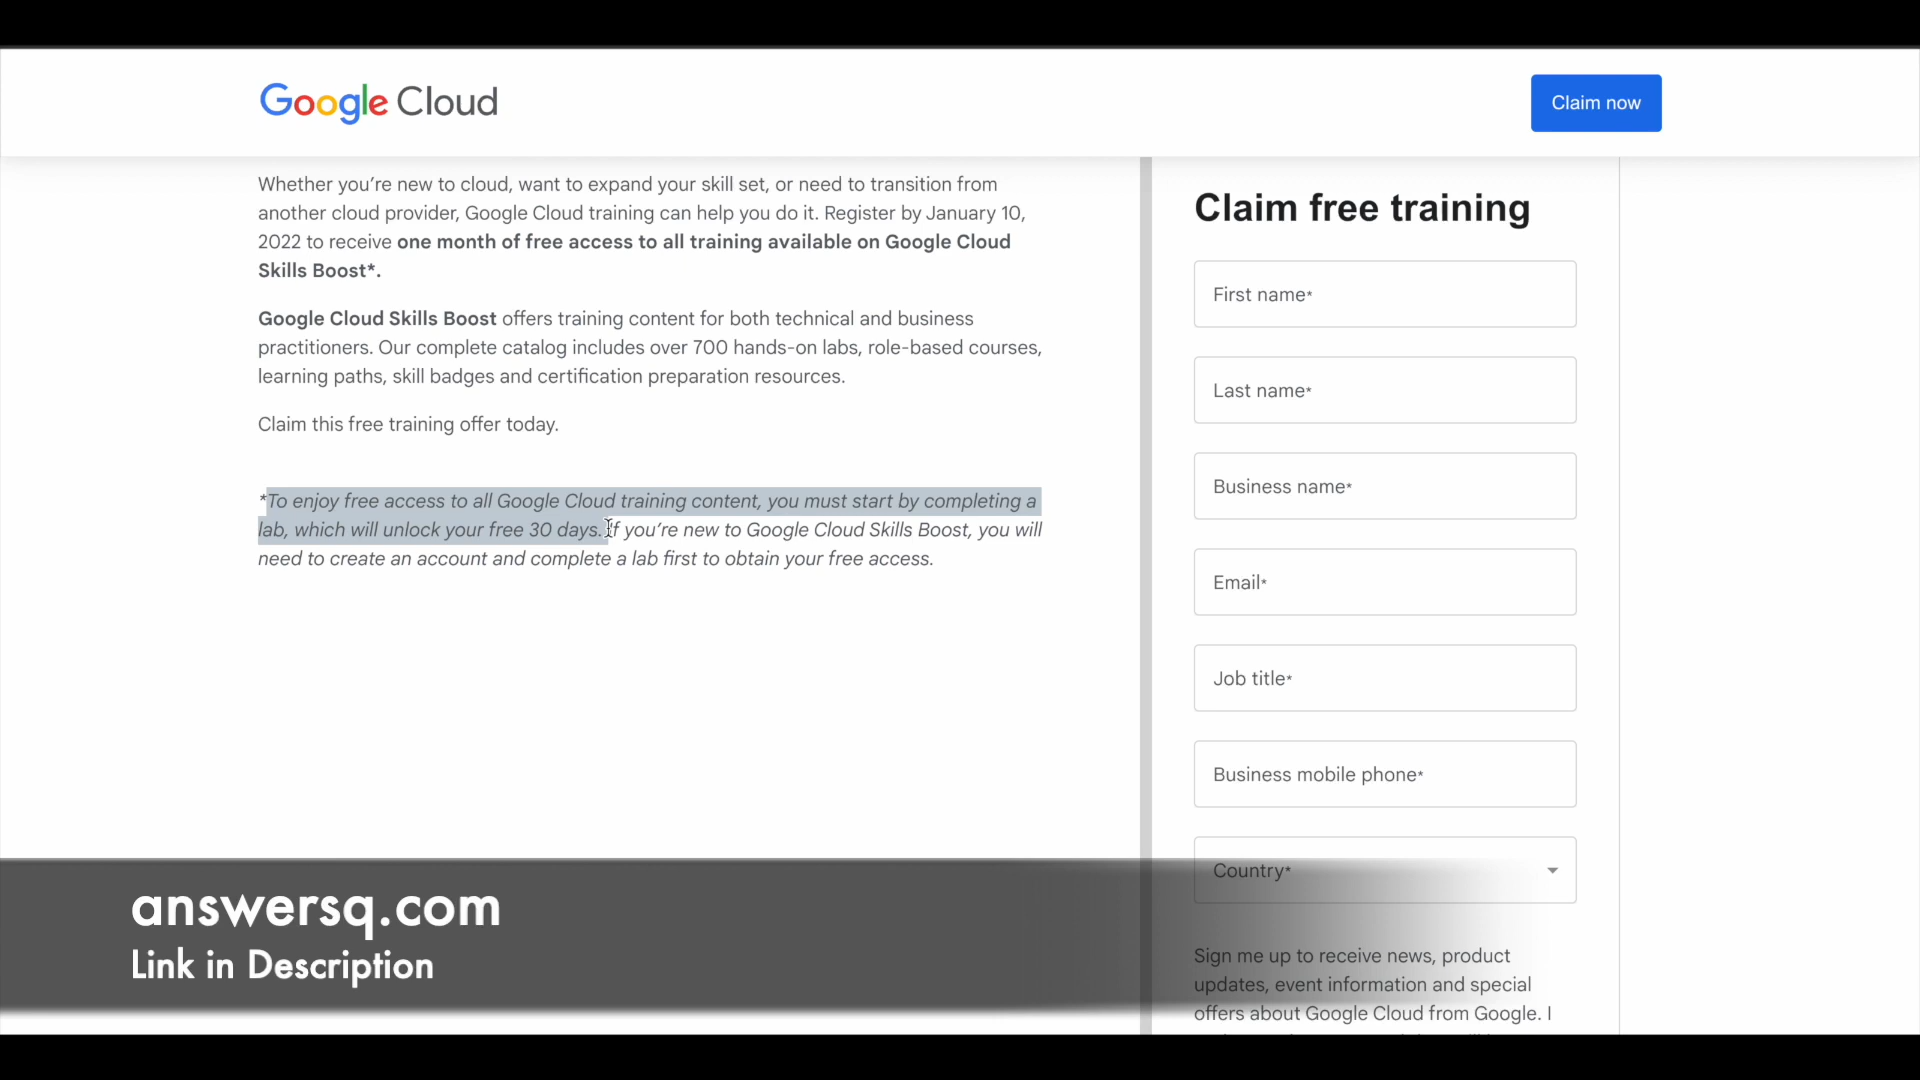 Google Cloud
Claim now
Whether you're new to cloud, want to expand your skill set, or need to transition from
another cloud provider, Google Cloud training can help you do it. Register by January 10,
2022 to receive one month of free access to all training available on Google Cloud
Skills Boost*.
Google Cloud Skills Boost offers training content for both technical and business
practitioners. Our complete catalog includes over 700 hands-on labs, role-based courses,
learning paths, skill badges and certification preparation resources.
Claim this free training offer today.
*To enjoy free access to all Google Cloud training content, you must start by completing a
lab, which will unlock your free 30 days. If you're new to Google Cloud Skills Boost, you will
need to create an account and complete a lab first to obtain your free access.
Claim free training
First name*
Last name*
Business name*
Email*
Job title*
Business mobile phone*
Country*
Sign me up to receive news, product
updates, event information and special
offers about Google Cloud from Google. I
answersq.com
Link in Description